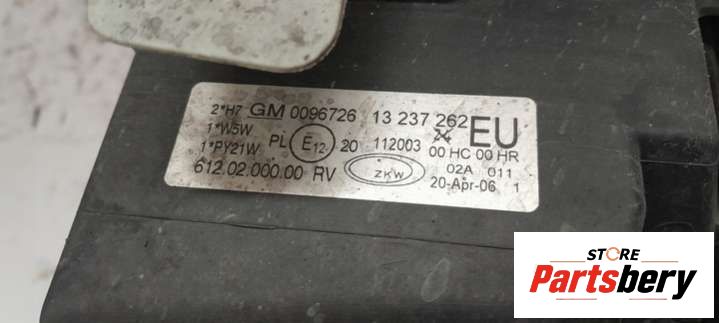 2*H7 GM 0096726 13 237 262 EU
1*W5W PL E12 20 112003 00 HC 00 HR
1*PY21W 02A 011
612.02.000.00 RV ZKW 20-Apr-06 1
STORE
Partsbery